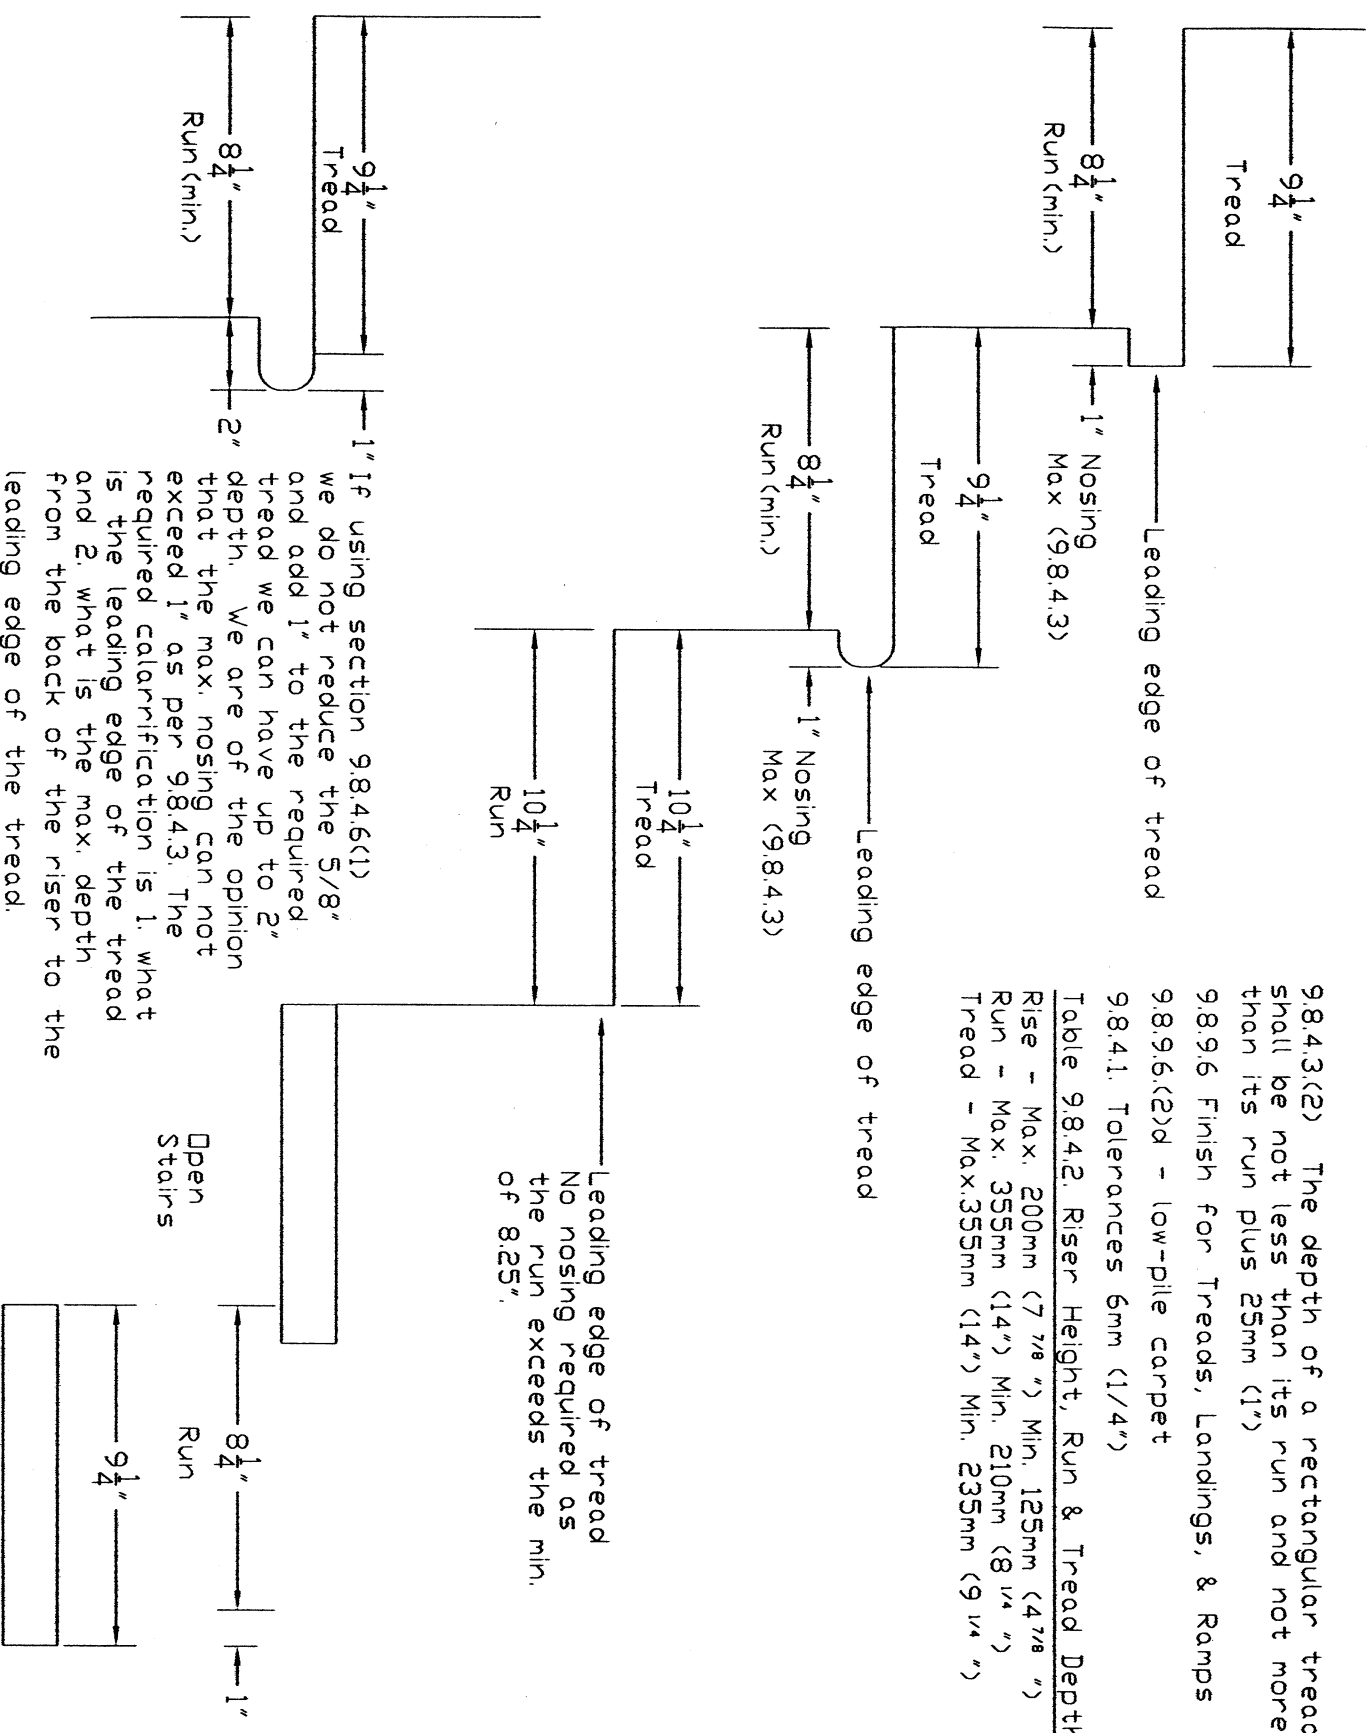 9 1/4"
Tread
8 1/4"
Run (min.)
1" Nosing
Max (9.8.4.3)
Leading edge of tread
9 1/4"
Tread
8 1/4"
Run (min.)
1" Nosing
Max (9.8.4.3)
Leading edge of tread
10 1/4"
Tread
10 1/4"
Run
Leading edge of tread
No nosing required as
the run exceeds the min.
of 8.25".
9.8.4.3.(2) The depth of a rectangular tread
shall be not less than its run and not more
than its run plus 25mm (1")
9.8.9.6 Finish for Treads, Landings, & Ramps
9.8.9.6.(2)d - low-pile carpet
9.8.4.1. Tolerances 6mm (1/4")
Table 9.8.4.2. Riser Height, Run & Tread Depth
Rise - Max. 200mm (7 7/8 ") Min. 125mm (4 7/8 ")
Run - Max. 355mm (14") Min. 210mm (8 1/4 ")
Tread - Max.355mm (14") Min. 235mm (9 1/4 ")
9 1/4"
Tread
8 1/4"
Run (min.)
1"
2"
If using section 9.8.4.6(1)
we do not reduce the 5/8"
and add 1" to the required
tread we can have up to 2"
depth. We are of the opinion
that the max. nosing can not
exceed 1" as per 9.8.4.3. The
required calarrification is 1. what
is the leading edge of the tread
and 2. what is the max. depth
from the back of the riser to the
leading edge of the tread.
Open
Stairs
8 1/4"
Run
1"
9 1/4"